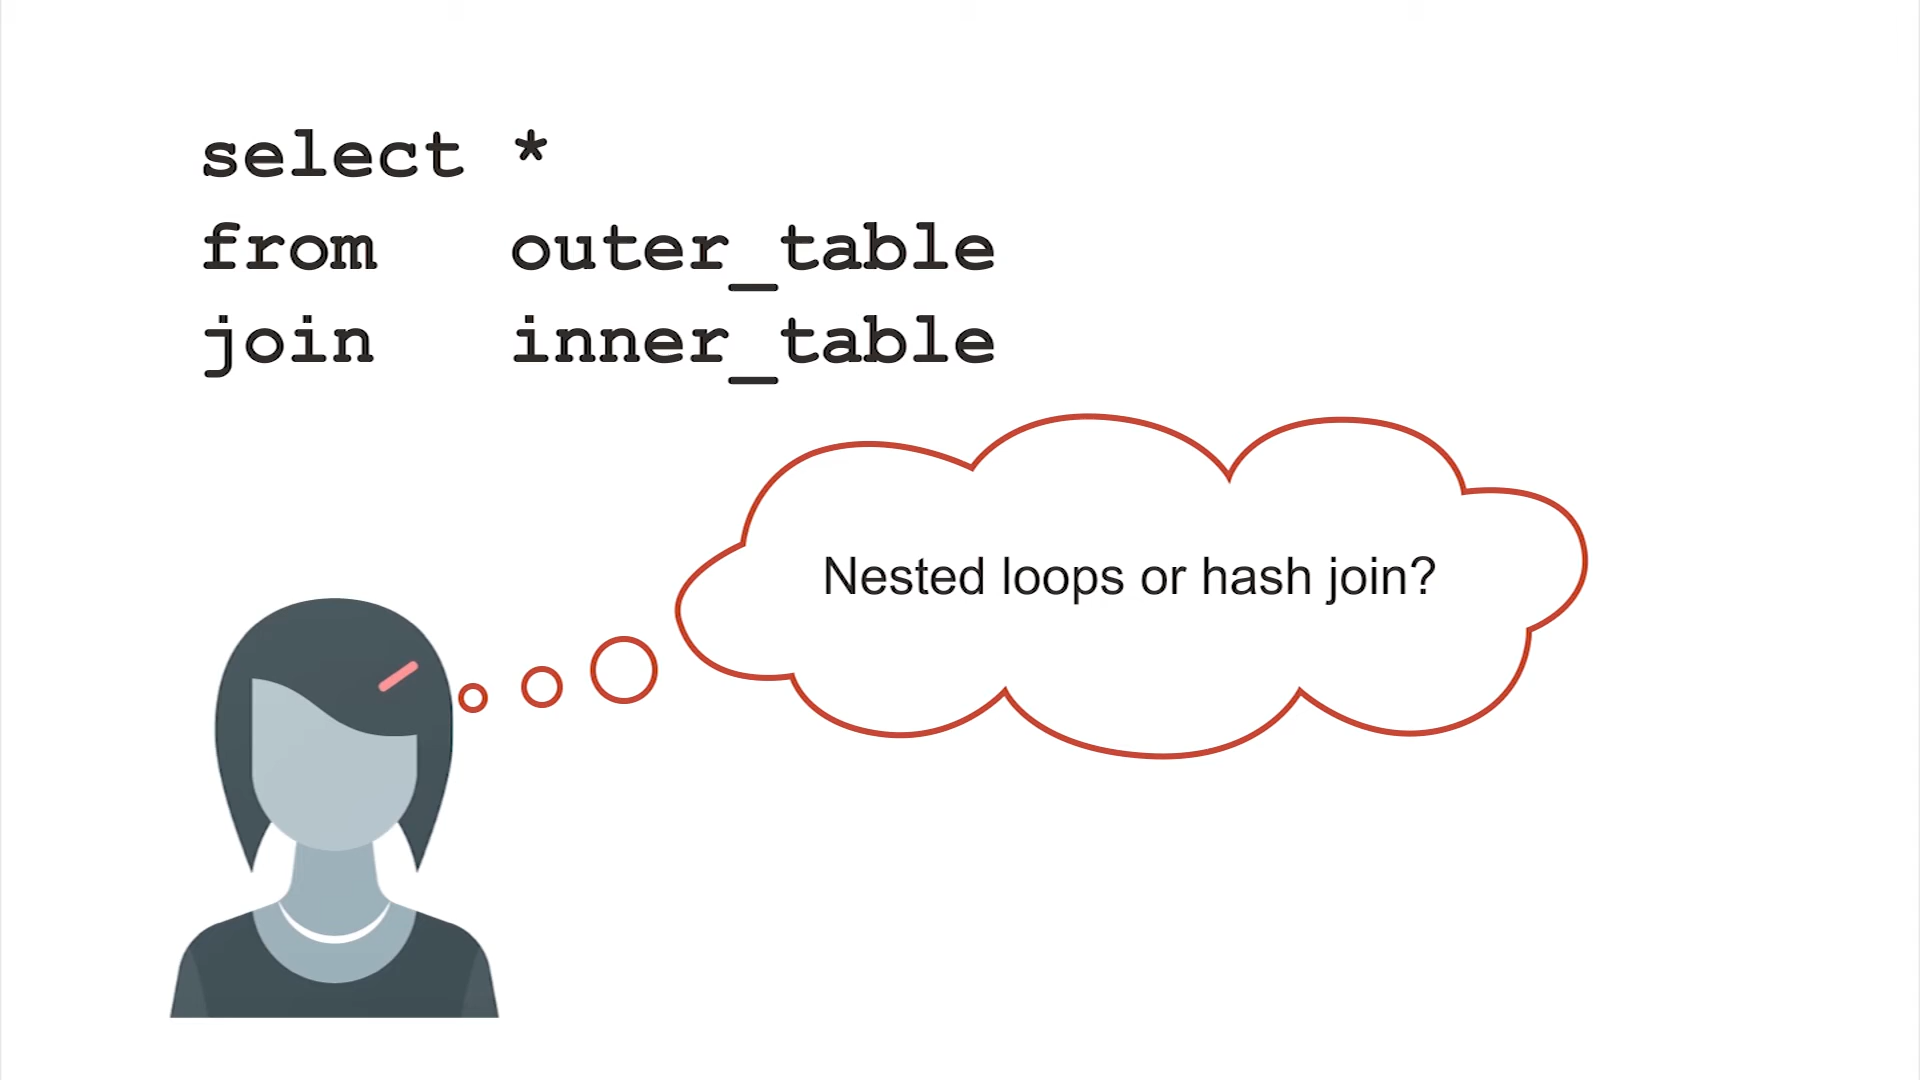 select *
from outer_table
join inner_table
Nested loops or hash join?